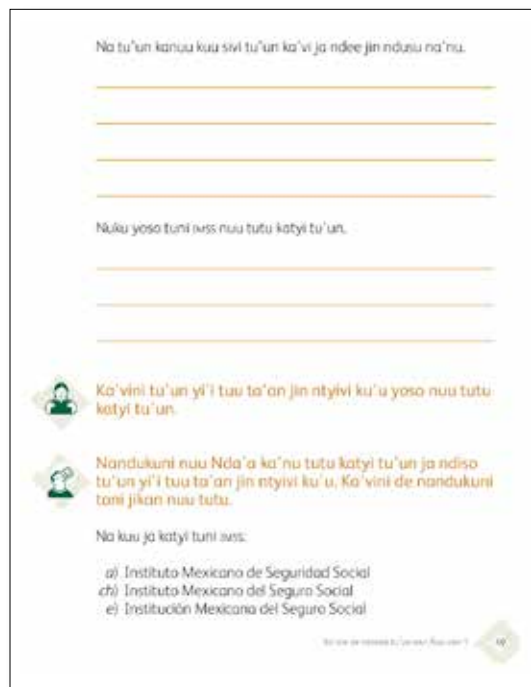 Na tu'un kanuu kuu sivi tu'un ka'vi ja ndee jin ndusu na'nu.
Nuku yoso tuni IMSS nuu tutu katyi tu'un.
Ka'vini tu'un yi'i tuu ta'an jin ntyivi ku'u yoso nuu tutu
katyi tu'un.
Nandukuni nuu Nda'a ka'nu tutu katyi tu'un ja ndiso
tu'un yi'i tuu ta'an jin ntyivi ku'u. Ka'vini de nandukuni
tani jikan nuu tutu.
Na kuu ja katyi tuni IMSS:
a) Instituto Mexicano de Seguridad Social
ch) Instituto Mexicano del Seguro Social
e) Institución Mexicana del Seguro Social